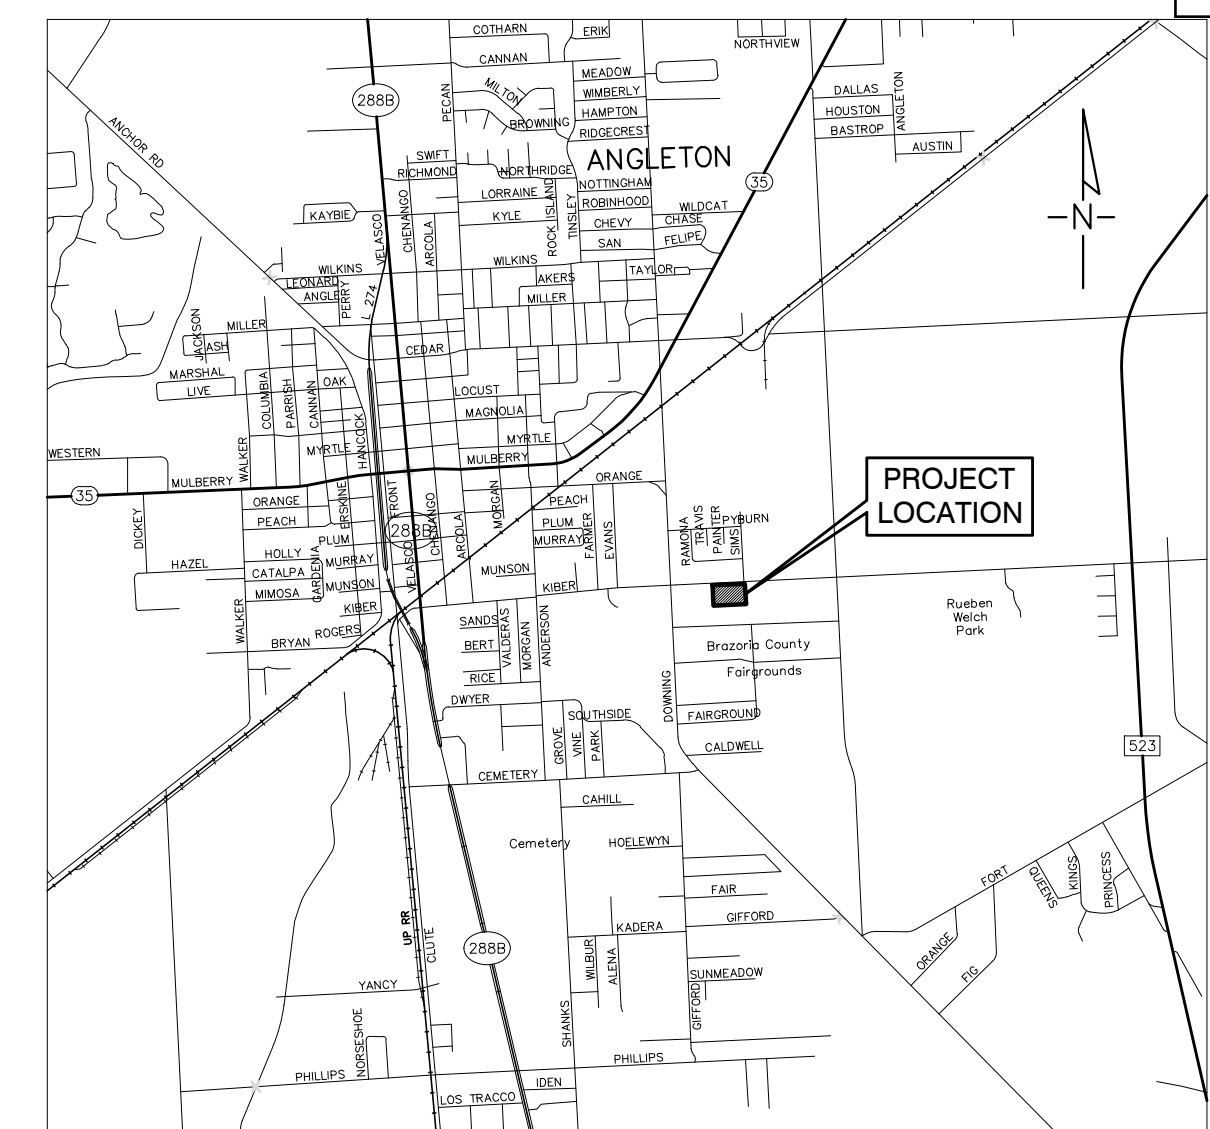 COTHARN
ERIK
NORTHVIEW
CANNAN
MEADOW
288B
PECAN
MILTON
WIMBERLY
DALLAS
ANGLETON
HAMPTON
HOUSTON
BROWNING
RIDGECREST
BASTROP
ANCHOR RD
AUSTIN
SWIFT
ANGLETON
RICHMOND
NORTHRIDGE
35
NOTTINGHAM
LORRAINE
ROBINHOOD
WILDCAT
KAYBIE
VELASCO
CHENANGO
ARCOLA
KYLE
ROCK ISLAND
TINSLEY
CHEVY
CHASE
N
SAN
FELIPE
WILKINS
WILKINS
TAYLOR
LEONARD
AKERS
ANGLE
PERRY
L 274
MILLER
JACKSON
MILLER
ASH
CEDAR
MARSHAL
LIVE
OAK
COLUMBIA
PARRISH
CANNAN
LOCUST
MAGNOLIA
HANCOCK
WALKER
MYRTLE
MYRTLE
WESTERN
MULBERRY
MULBERRY
ORANGE
35
PROJECT
LOCATION
ORANGE
ERSKINE
FRONT
CHENANGO
MORGAN
PEACH
DICKEY
PEACH
288B
ARCOLA
PLUM
FARMER
EVANS
RAMONA
TRAVIS
PAINTER
PYBURN
SIMS
PLUM
MURRAY
HOLLY
GARDENIA
MURRAY
VELASCO
HAZEL
CATALPA
MUNSON
MIMOSA
MUNSON
KIBER
WALKER
KIBER
Rueben
Welch
Park
ROGERS
SANDS
VALDERAS
MORGAN
ANDERSON
BRYAN
BERT
Brazoria County
Fairgrounds
RICE
DOWNING
DWYER
SOUTHSIDE
FAIRGROUND
GROVE
VINE
PARK
CALDWELL
523
CEMETERY
CAHILL
Cemetery
HOELEWYN
FORT
QUEENS
KINGS
PRINCESS
FAIR
GIFFORD
UP RR
CLUTE
KADERA
288B
WILBUR
ALENA
ORANGE
FIG
SUNMEADOW
YANCY
GIFFORD
SHANKS
NORSESHOE
PHILLIPS
PHILLIPS
IDEN
LOS TRACCO